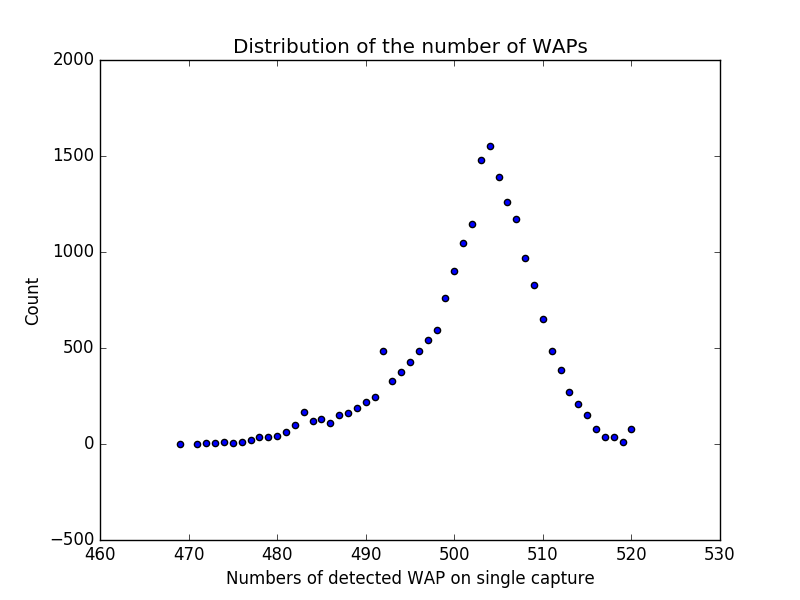 Distribution of the number of WAPs
2000
1500
1000
500
0
−500
460 470 480 490 500 510 520 530
Numbers of detected WAP on single capture
Count